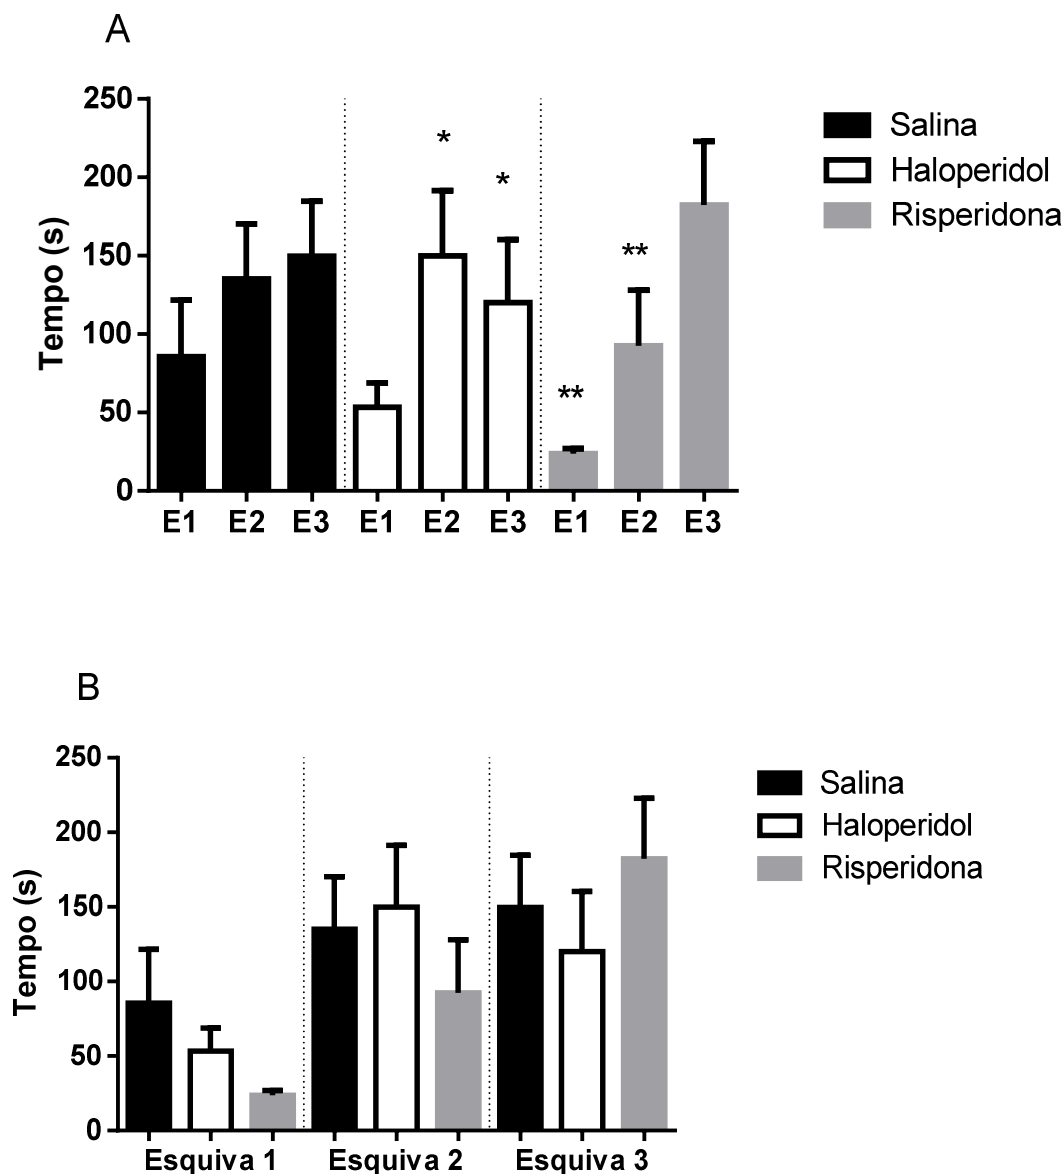 A
250
200
150
100
50
0
Tempo (s)
*
*
**
**
E1 E2 E3 E1 E2 E3 E1 E2 E3
Salina
Haloperidol
Risperidona
B
250
200
150
100
50
0
Tempo (s)
Esquiva 1 Esquiva 2 Esquiva 3
Salina
Haloperidol
Risperidona